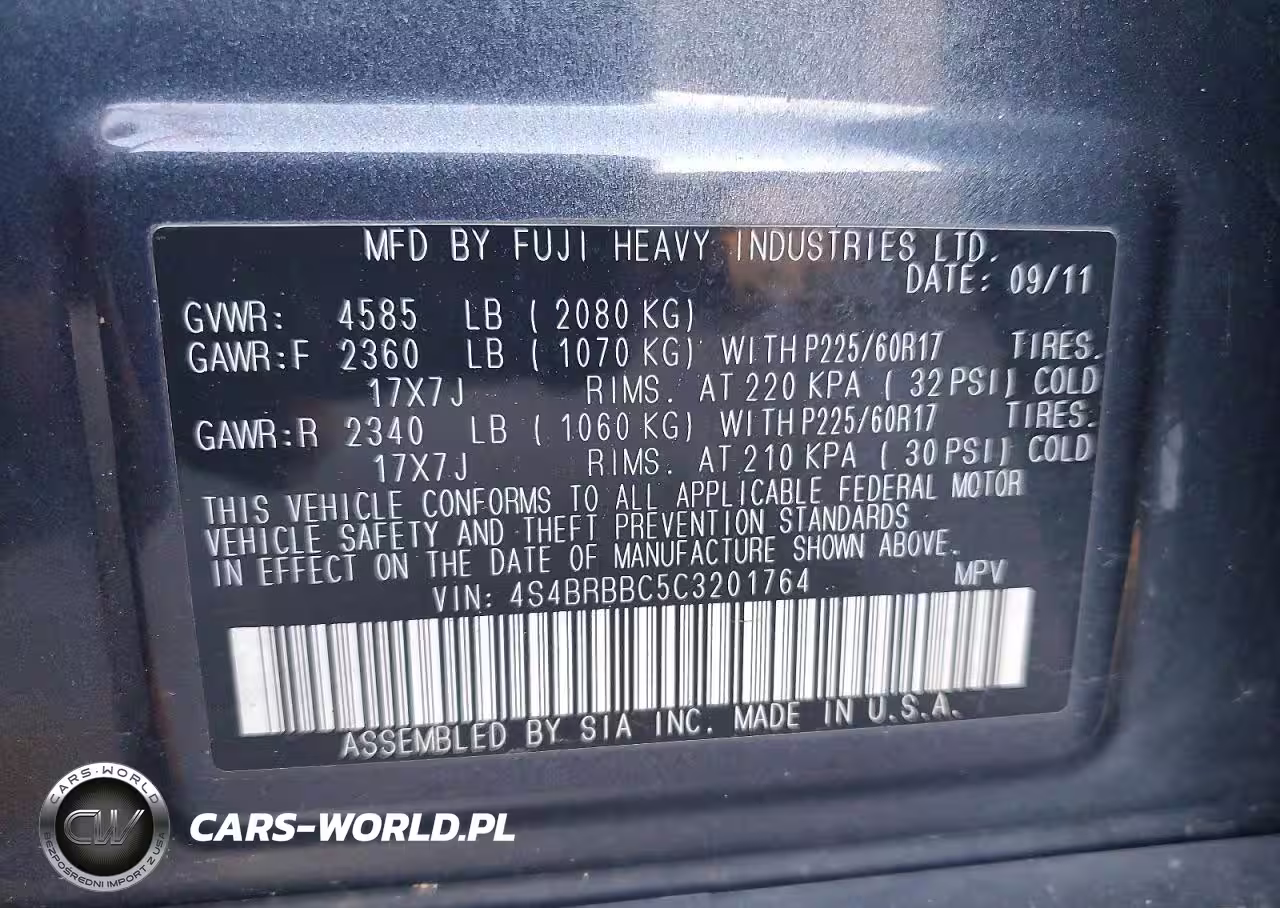 MFD BY FUJI HEAVY INDUSTRIES LTD.
DATE: 09/11
GVWR: 4585 LB ( 2080 KG)
GAWR:F 2360 LB ( 1070 KG) WITH P225/60R17 TIRES.
17X7J RIMS. AT 220 KPA ( 32 PSI) COLD
GAWR:R 2340 LB ( 1060 KG) WITH P225/60R17 TIRES.
17X7J RIMS. AT 210 KPA ( 30 PSI) COLD
THIS VEHICLE CONFORMS TO ALL APPLICABLE FEDERAL MOTOR
VEHICLE SAFETY AND THEFT PREVENTION STANDARDS
IN EFFECT ON THE DATE OF MANUFACTURE SHOWN ABOVE.
VIN: 4S4BRBBC5C3201764 MPV
ASSEMBLED BY SIA INC. MADE IN U.S.A.
CARS-WORLD
CW
BEZPOŚREDNI IMPORT Z USA
CARS-WORLD.PL